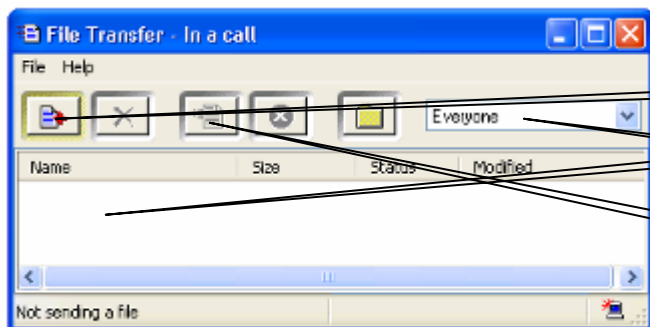 File Transfer - In a call
File Help
Everyone
Name Size Status Modified
Not sending a file